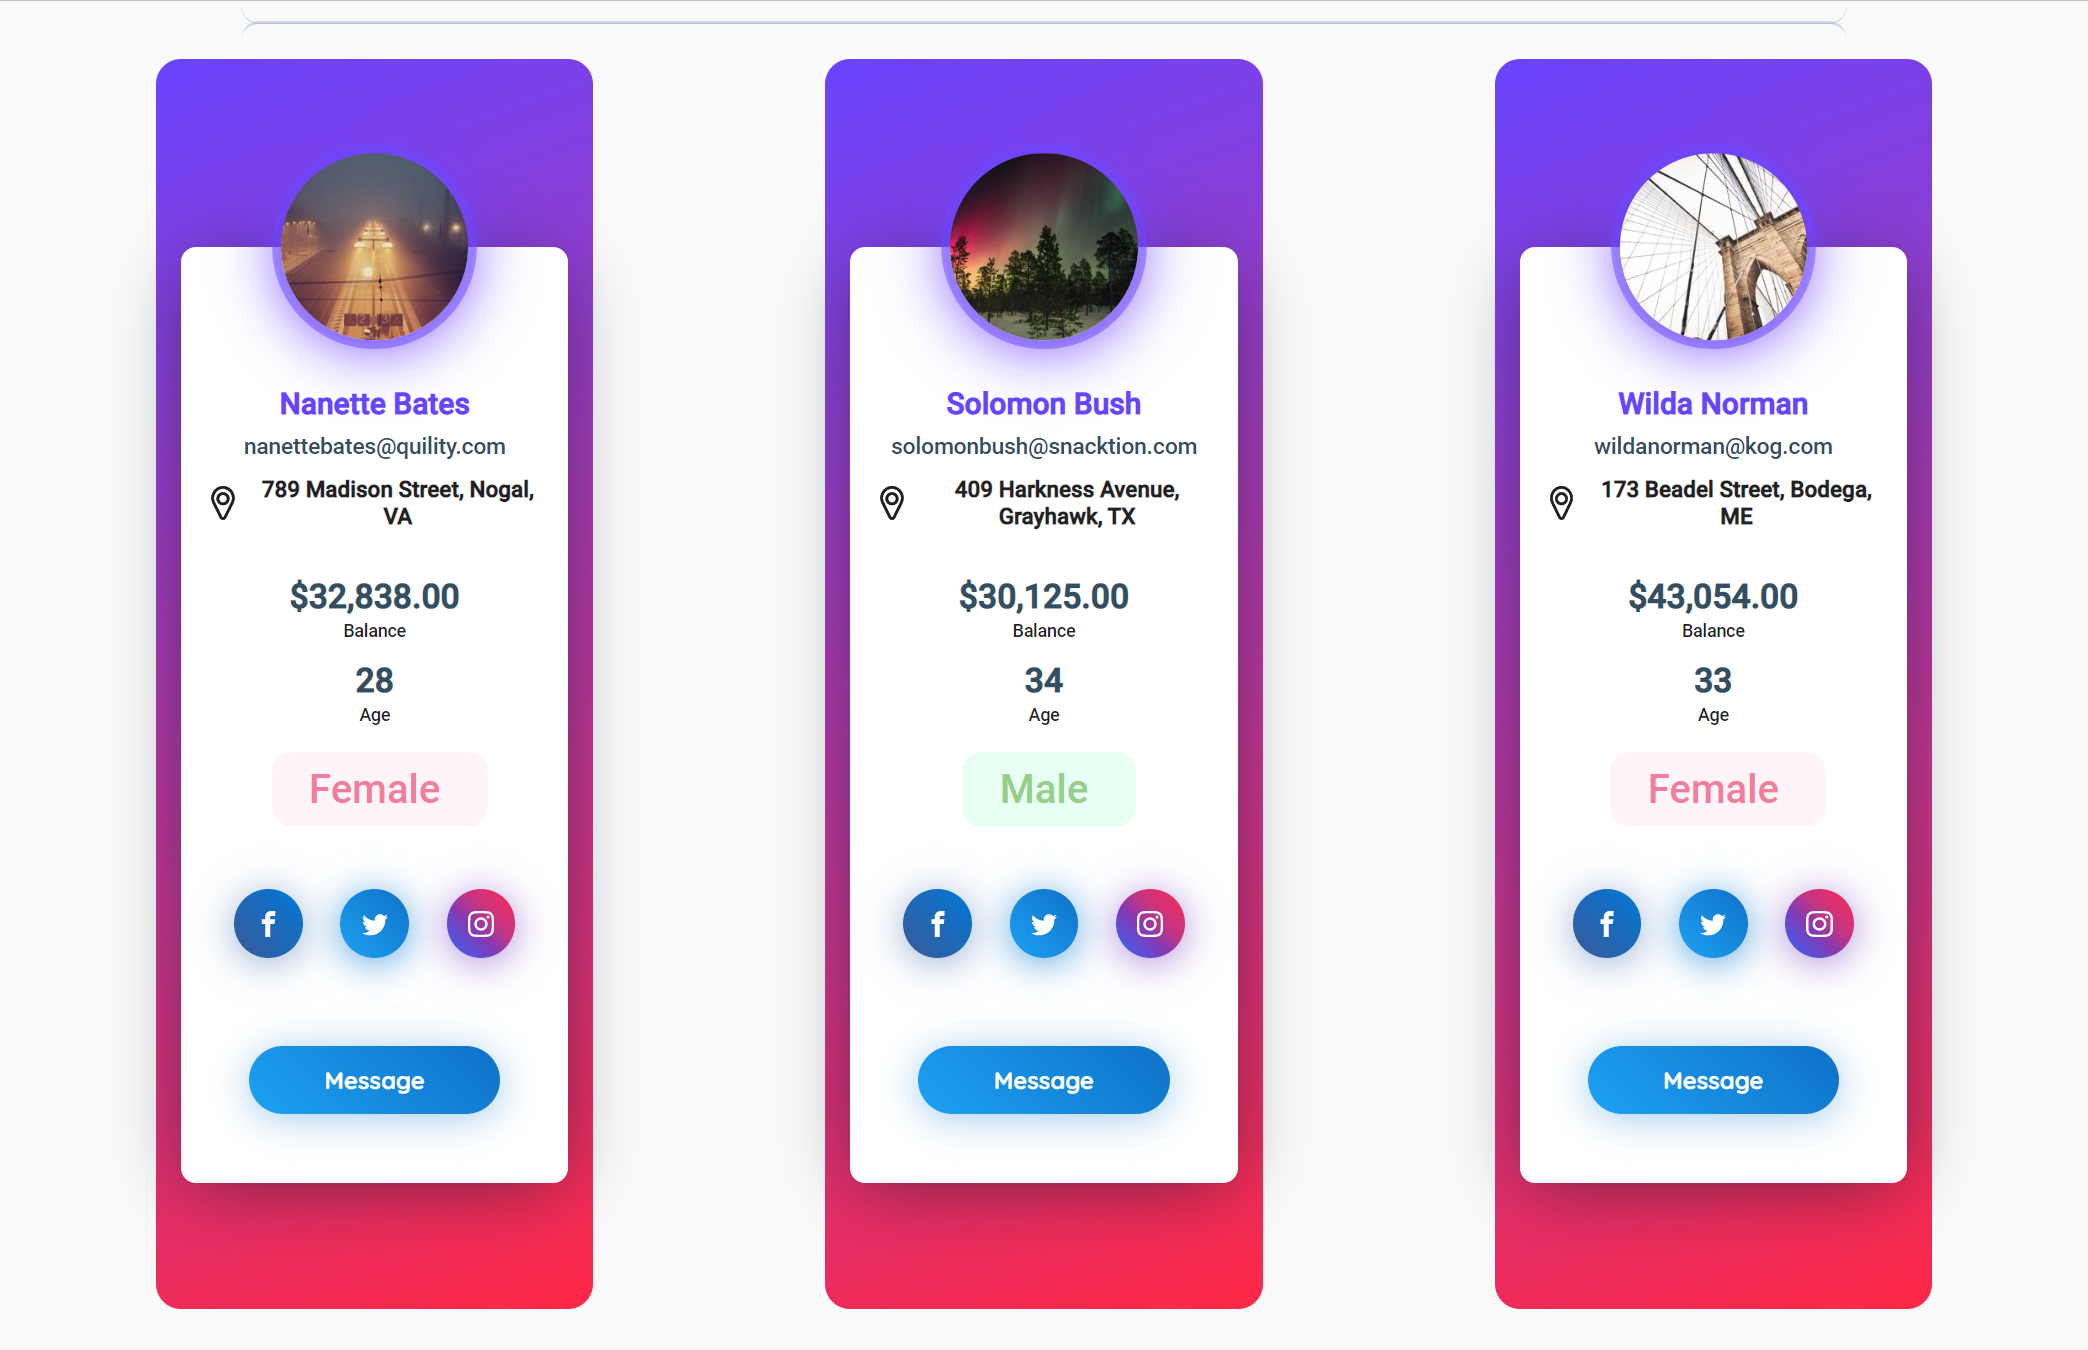 Nanette Bates
nanettebates@quility.com
789 Madison Street, Nogal,
VA
$32,838.00
Balance
28
Age
Female
Message
Solomon Bush
solomonbush@snacktion.com
409 Harkness Avenue,
Grayhawk, TX
$30,125.00
Balance
34
Age
Male
Message
Wilda Norman
wildanorman@kog.com
173 Beadel Street, Bodega,
ME
$43,054.00
Balance
33
Age
Female
Message